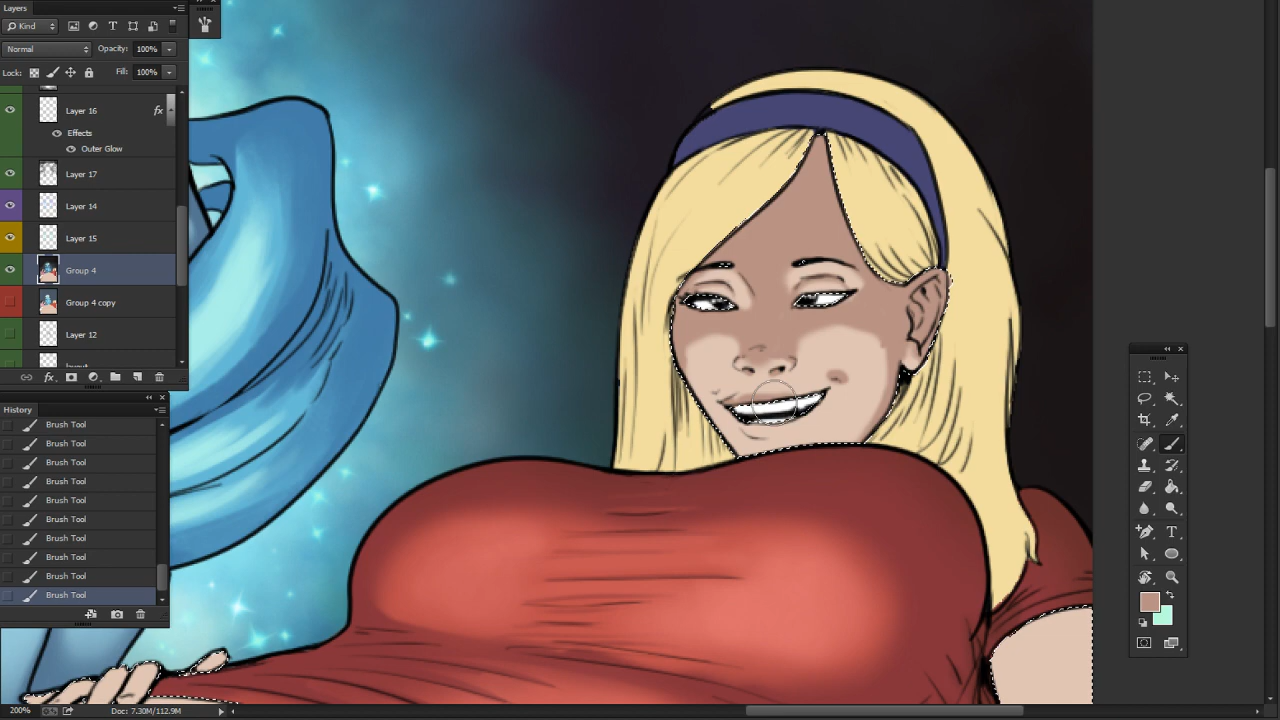 Layers
Kind
T
Normal
Opacity: 100%
Lock:
Fill: 100%
Layer 16
fx
Effects
Outer Glow
Layer 17
Layer 14
Layer 15
Group 4
Group 4 copy
Layer 12
fx
History
Brush Tool
Brush Tool
Brush Tool
Brush Tool
Brush Tool
Brush Tool
Brush Tool
Brush Tool
Brush Tool
Brush Tool
T
200%
Doc: 7.30M/112.9M